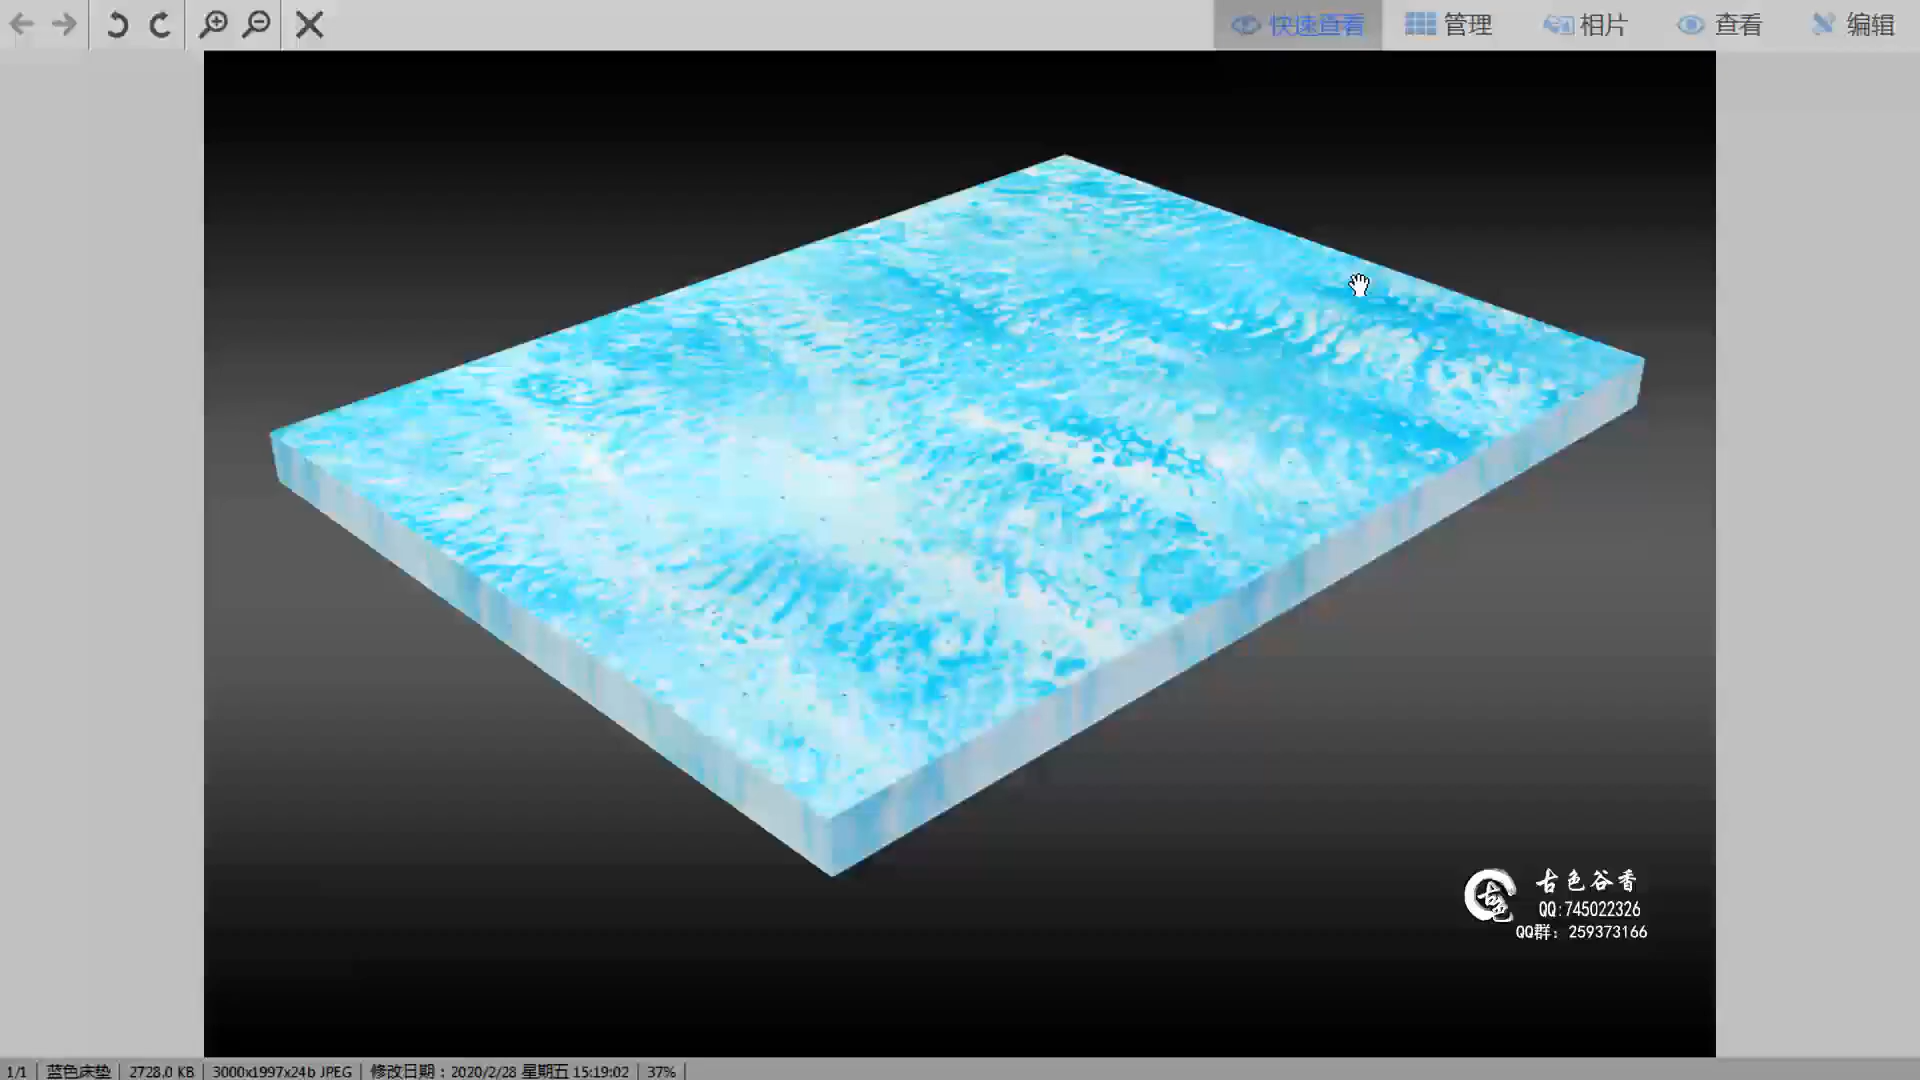 快速查看
管理
相片
查看
编辑
古色
古色谷香
QQ:745022326
QQ群：259373166
1/1
蓝色床垫
2728.0 KB
3000x1997x24b JPEG
修改日期：2020/2/28 星期五 15:19:02
37%